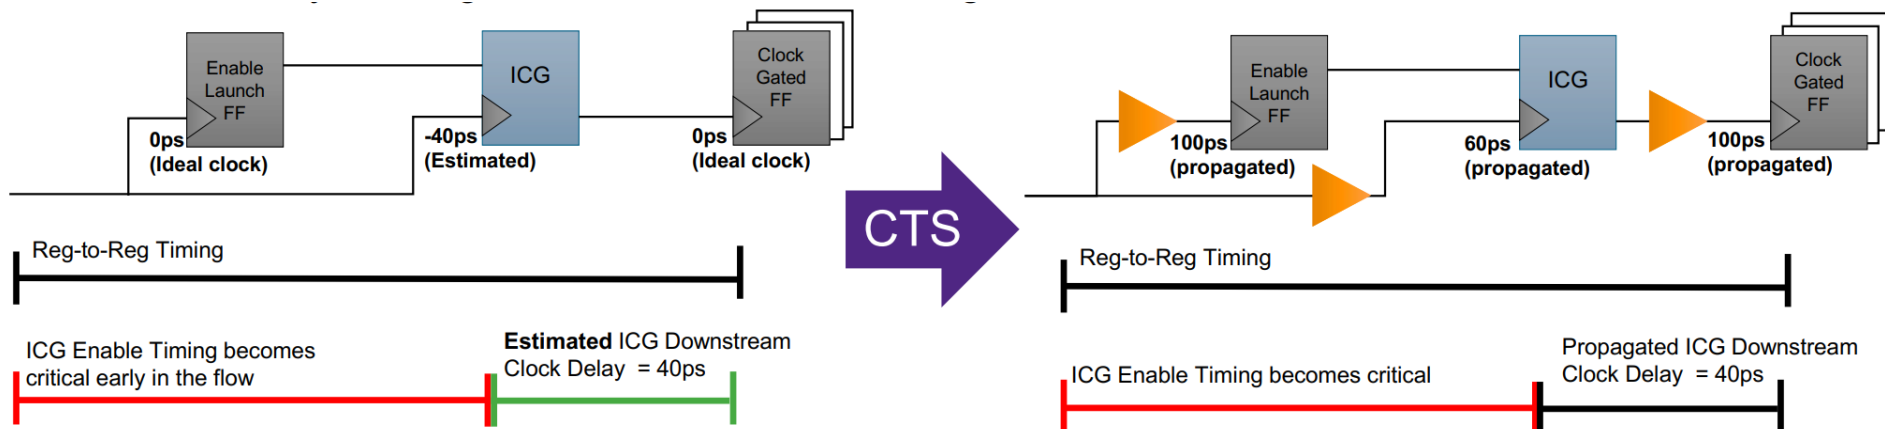 Enable
Launch
FF
0ps
(Ideal clock)
ICG
-40ps
(Estimated)
Clock
Gated
FF
0ps
(Ideal clock)
Reg-to-Reg Timing
ICG Enable Timing becomes
critical early in the flow
Estimated ICG Downstream
Clock Delay = 40ps
CTS
Enable
Launch
FF
100ps
(propagated)
ICG
60ps
(propagated)
Clock
Gated
FF
100ps
(propagated)
Reg-to-Reg Timing
ICG Enable Timing becomes critical
Propagated ICG Downstream
Clock Delay = 40ps